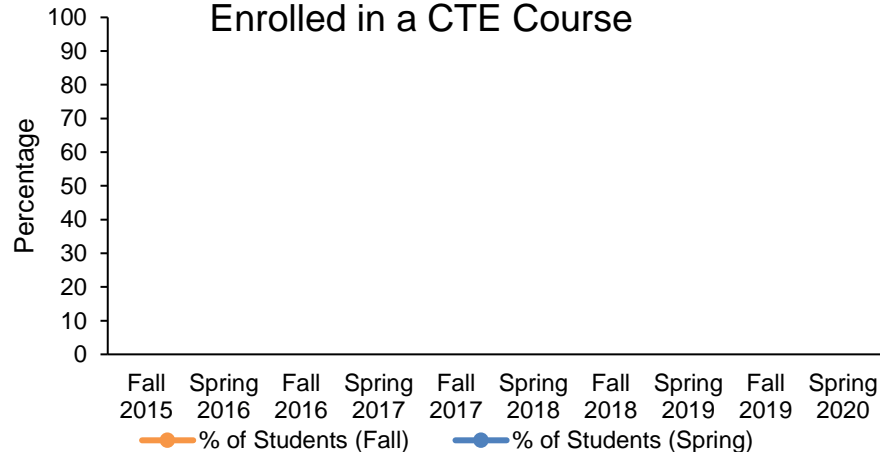 Enrolled in a CTE Course
Percentage
100
90
80
70
60
50
40
30
20
10
0
Fall Spring Fall Spring Fall Spring Fall Spring Fall Spring
2015 2016 2016 2017 2017 2018 2018 2019 2019 2020
% of Students (Fall) % of Students (Spring)